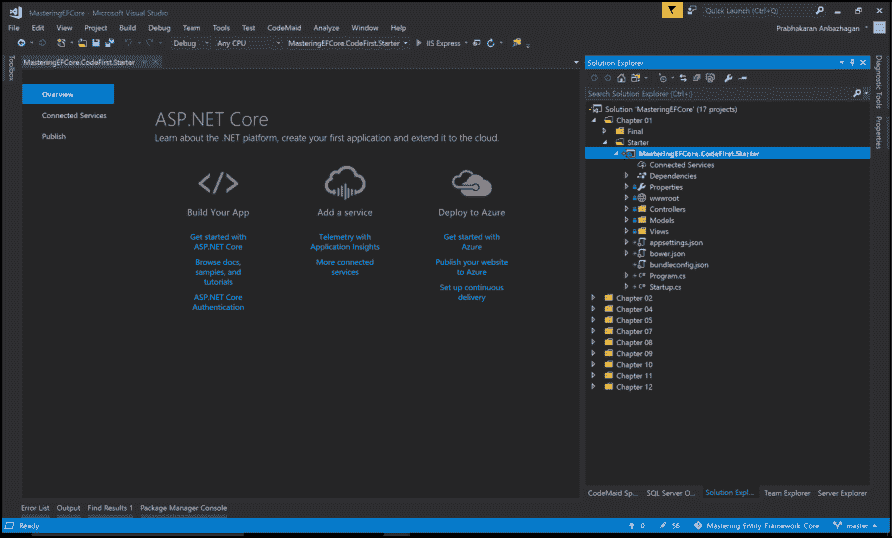 MasteringEFCore - Microsoft Visual Studio
Quick Launch (Ctrl+Q)
File Edit View Project Build Debug Team Tools Test CodeMaid Analyze Window Help
Prabhakaran Anbazhagan
Debug Any CPU MasteringEFCore.CodeFirst.Starter IIS Express
Toolbox
MasteringEFCore.CodeFirst.Starter
Overview
Connected Services
Publish
ASP.NET Core
Learn about the .NET platform, create your first application and extend it to the cloud.
Build Your App
Get started with
ASP.NET Core
Browse docs,
samples, and
tutorials
ASP.NET Core
Authentication
Add a service
Telemetry with
Application Insights
More connected
services
Deploy to Azure
Get started with
Azure
Publish your website
to Azure
Set up continuous
delivery
Solution Explorer
Search Solution Explorer (Ctrl+;)
Solution 'MasteringEFCore' (17 projects)
Chapter 01
Final
Starter
MasteringEFCore.CodeFirst.Starter
Connected Services
Dependencies
Properties
wwwroot
Controllers
Models
Views
appsettings.json
bower.json
bundleconfig.json
Program.cs
Startup.cs
Chapter 02
Chapter 04
Chapter 05
Chapter 07
Chapter 08
Chapter 09
Chapter 10
Chapter 11
Chapter 12
CodeMaid Sp... SQL Server O... Solution Expl... Team Explorer Server Explorer
Diagnostic Tools
Properties
Error List Output Find Results 1 Package Manager Console
Ready
0 56 Mastering Entity Framework Core master